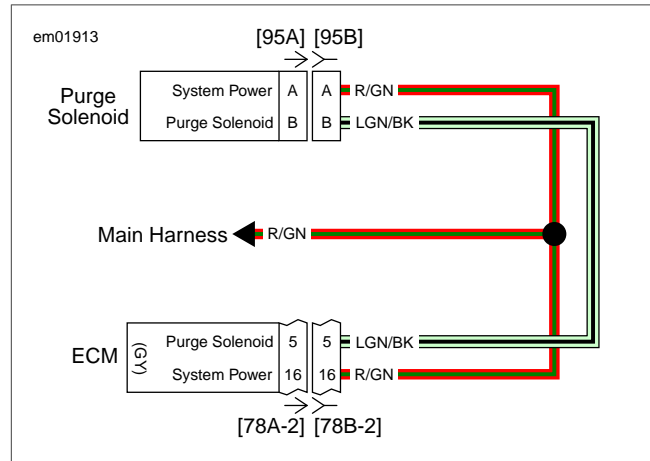 em01913
[95A] [95B]
Purge Solenoid
System Power A A R/GN
Purge Solenoid B B LGN/BK
Main Harness R/GN
ECM (GY)
Purge Solenoid 5 5 LGN/BK
System Power 16 16 R/GN
[78A-2] [78B-2]